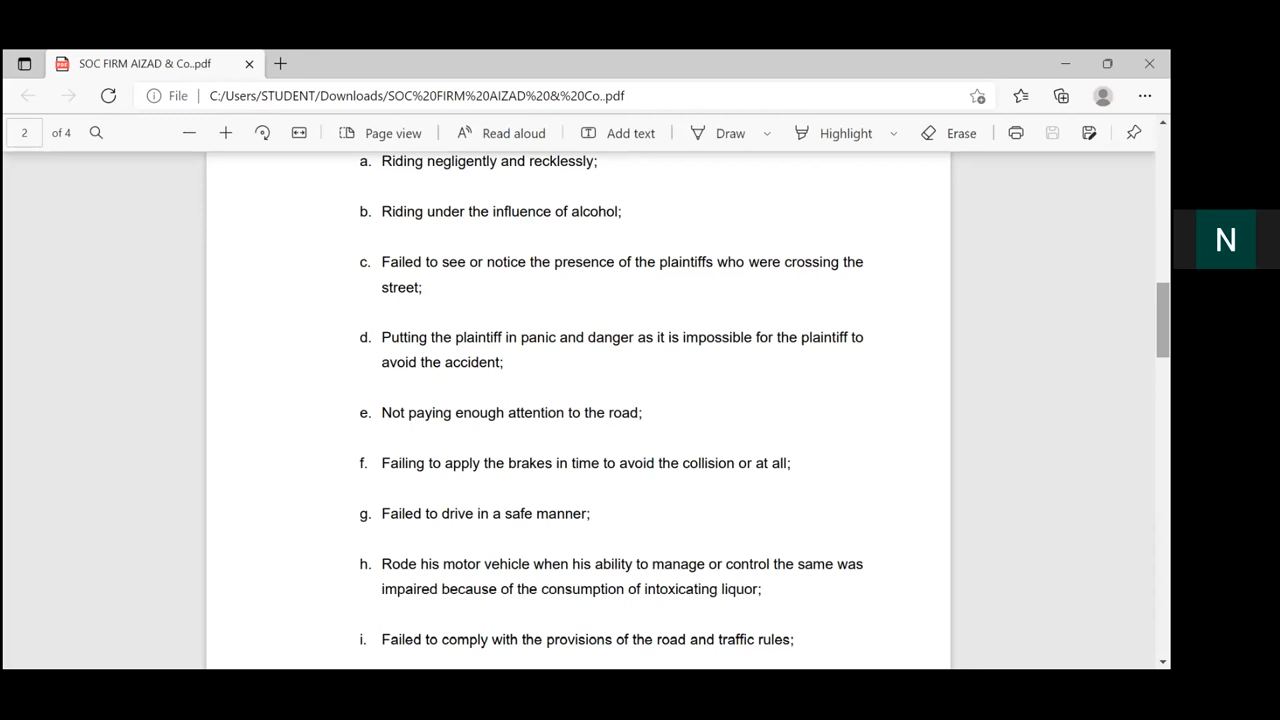 SOC FIRM AIZAD & Co..pdf
File C:/Users/STUDENT/Downloads/SOC%20FIRM%20AIZAD%20&%20Co..pdf
2 of 4 Page view Read aloud Add text Draw Highlight Erase
a. Riding negligently and recklessly;
b. Riding under the influence of alcohol;
c. Failed to see or notice the presence of the plaintiffs who were crossing the
street;
d. Putting the plaintiff in panic and danger as it is impossible for the plaintiff to
avoid the accident;
e. Not paying enough attention to the road;
f. Failing to apply the brakes in time to avoid the collision or at all;
g. Failed to drive in a safe manner;
h. Rode his motor vehicle when his ability to manage or control the same was
impaired because of the consumption of intoxicating liquor;
i. Failed to comply with the provisions of the road and traffic rules;
N